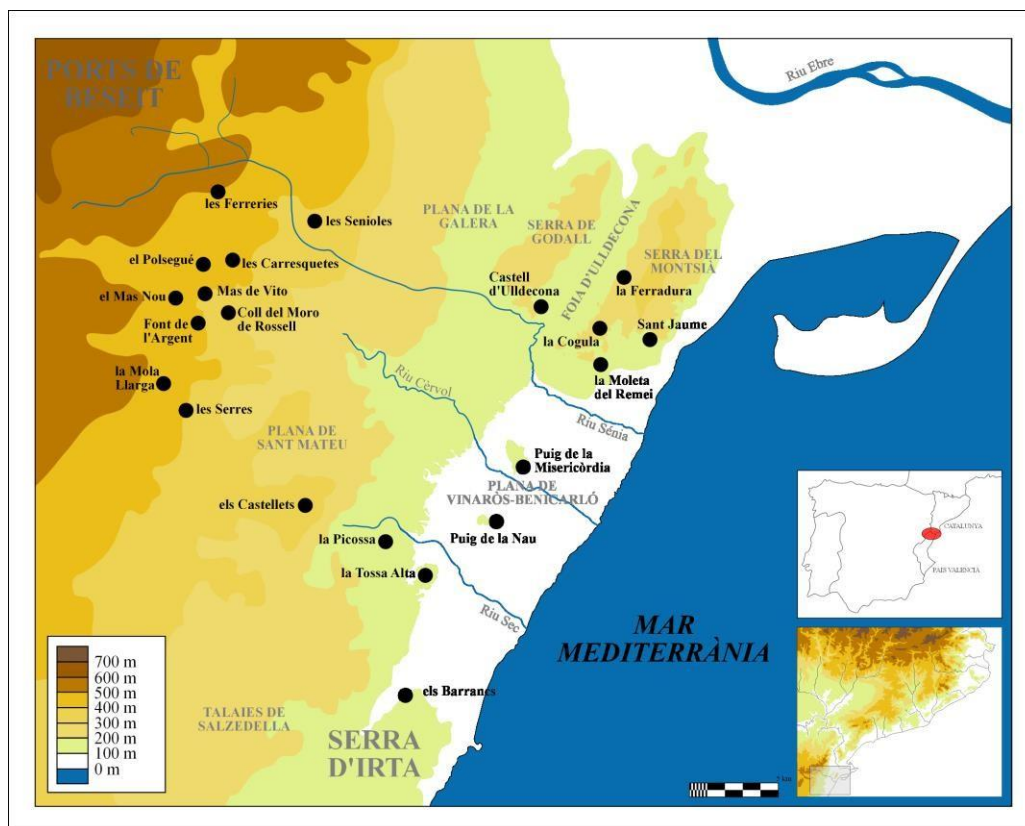 PORTS DE
BESEIT
Riu Ebre
les Ferreries
les Senioles
PLANA DE LA
GALERA
SERRA DE
GODALL
FOIA D'ULLDECONA
SERRA DEL
MONTSIÀ
el Polsegué
les Carresquetes
Castell
d'Ulldecona
la Ferradura
el Mas Nou
Mas de Vito
Coll del Moro
de Rossell
Font de
l'Argent
la Cogula
Sant Jaume
la Mola
Llarga
la Moleta
del Remei
les Serres
Riu Cérvol
Riu Sénia
PLANA DE
SANT MATEU
Puig de la
Misericòrdia
PLANA DE
VINARÒS-BENICARLÓ
els Castellets
la Picossa
Puig de la Nau
la Tossa Alta
Riu Sec
CATALUNYA
PAIS VALENCIÀ
MAR
MEDITERRÀNIA
700 m
600 m
500 m
400 m
300 m
200 m
100 m
0 m
els Barrancs
TALAIES DE
SALZEDELLA
SERRA
D'IRTA